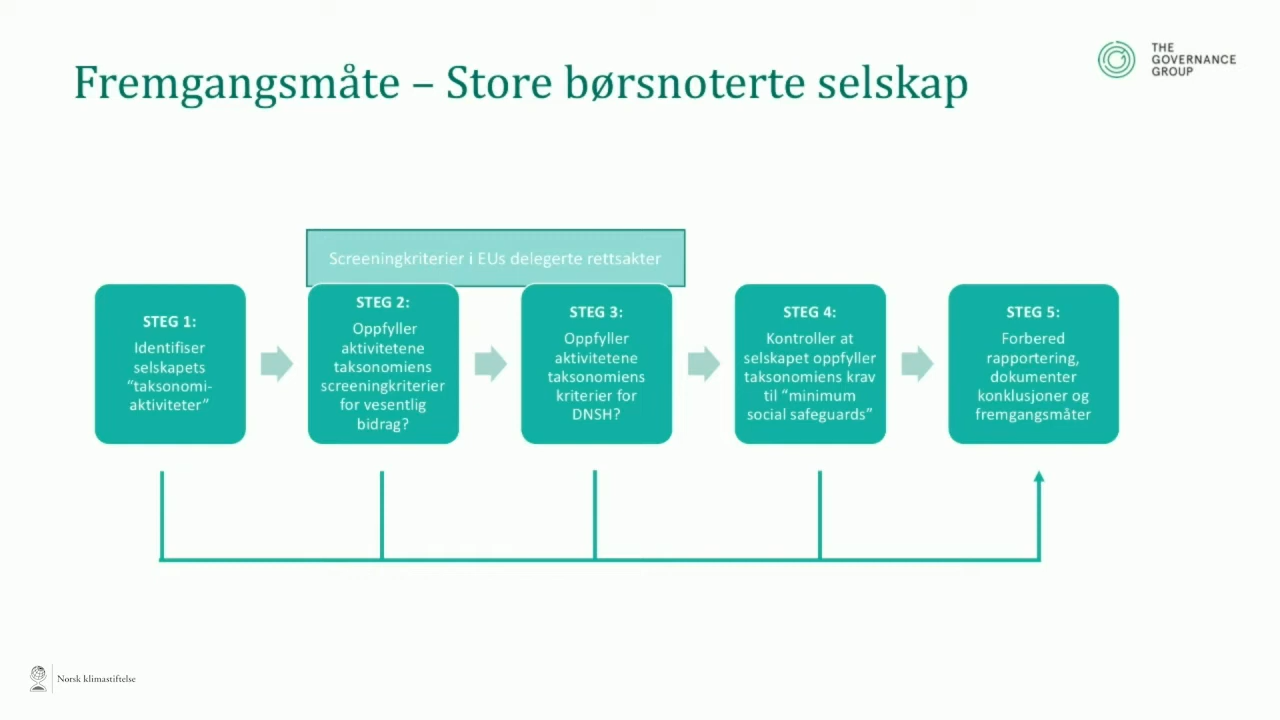 Fremgangsmåte – Store børsnoterte selskap
THE
GOVERNANCE
GROUP
Screeningkriterier i EUs delegerte rettsakter
STEG 1:
Identifiser
selskapets
“taksonomi-
aktiviteter”
STEG 2:
Oppfyller
aktivitetene
taksonomiens
screeningkriterier
for vesentlig
bidrag?
STEG 3:
Oppfyller
aktivitetene
taksonomiens
kriterier for
DNSH?
STEG 4:
Kontroller at
selskapet oppfyller
taksonomiens krav
til “minimum
social safeguards”
STEG 5:
Forbered
rapportering,
dokumenter
konklusjoner og
fremgangsmåter
Norsk klimastiftelse